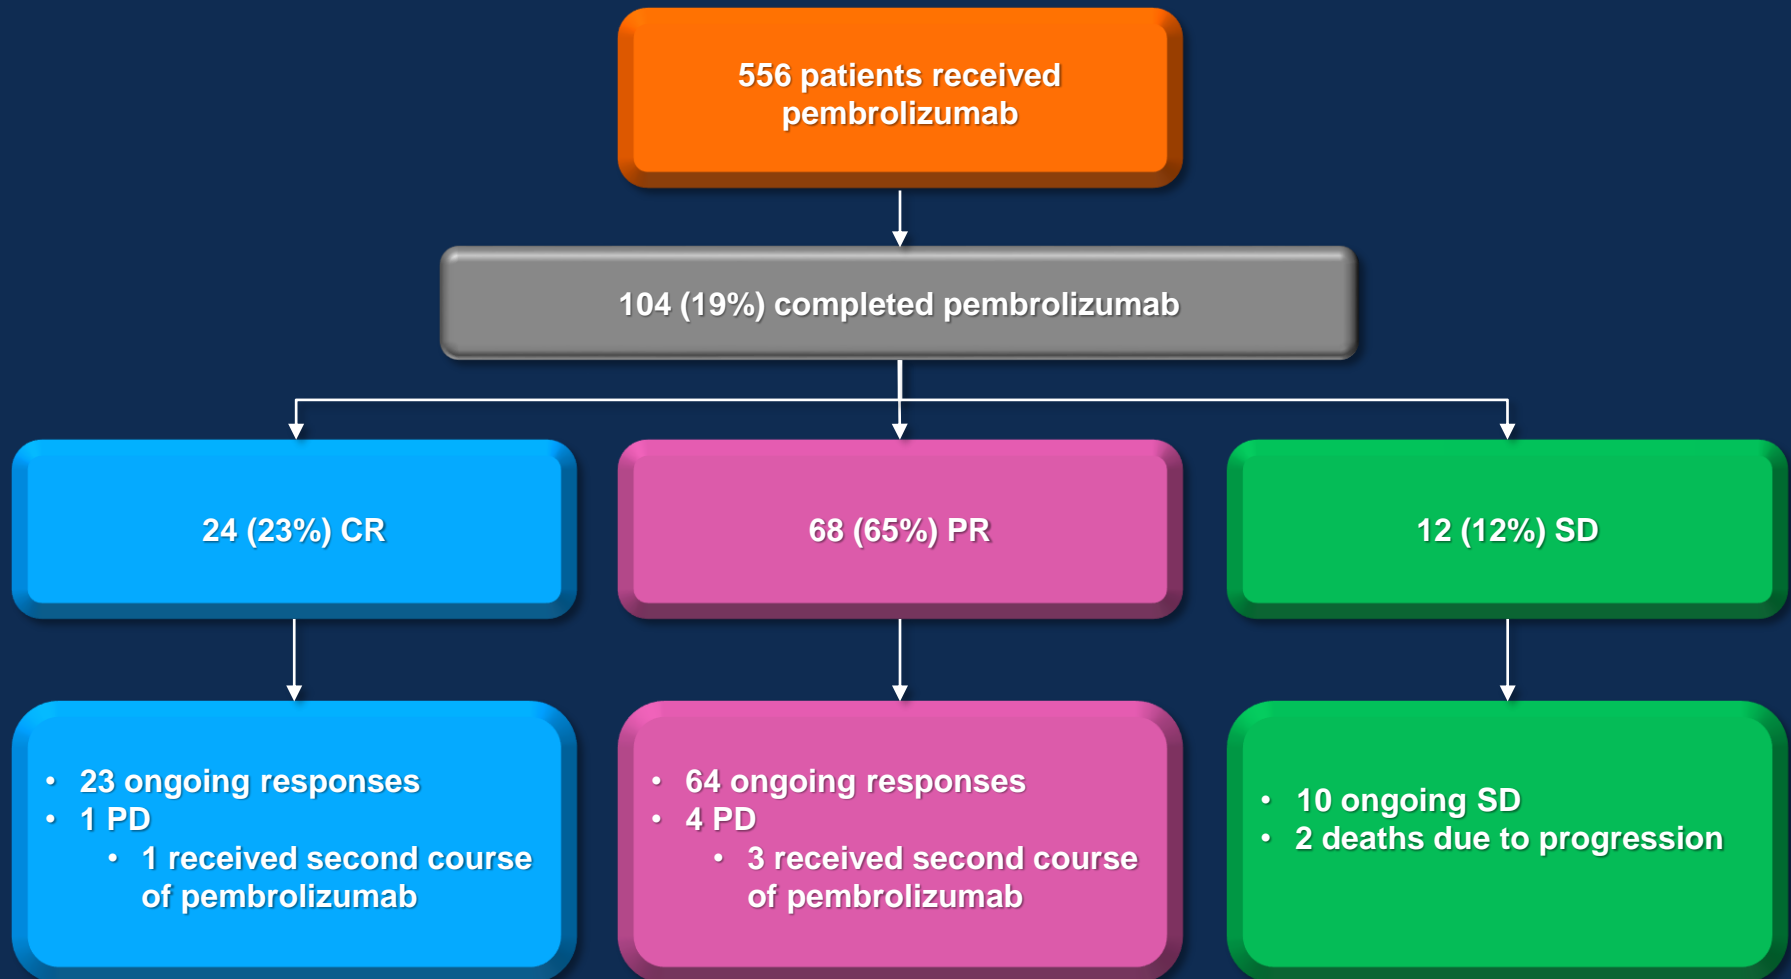 556 patients received
pembrolizumab
104 (19%) completed pembrolizumab
24 (23%) CR
68 (65%) PR
12 (12%) SD
• 23 ongoing responses
• 1 PD
• 1 received second course
of pembrolizumab
• 64 ongoing responses
• 4 PD
• 3 received second course
of pembrolizumab
• 10 ongoing SD
• 2 deaths due to progression